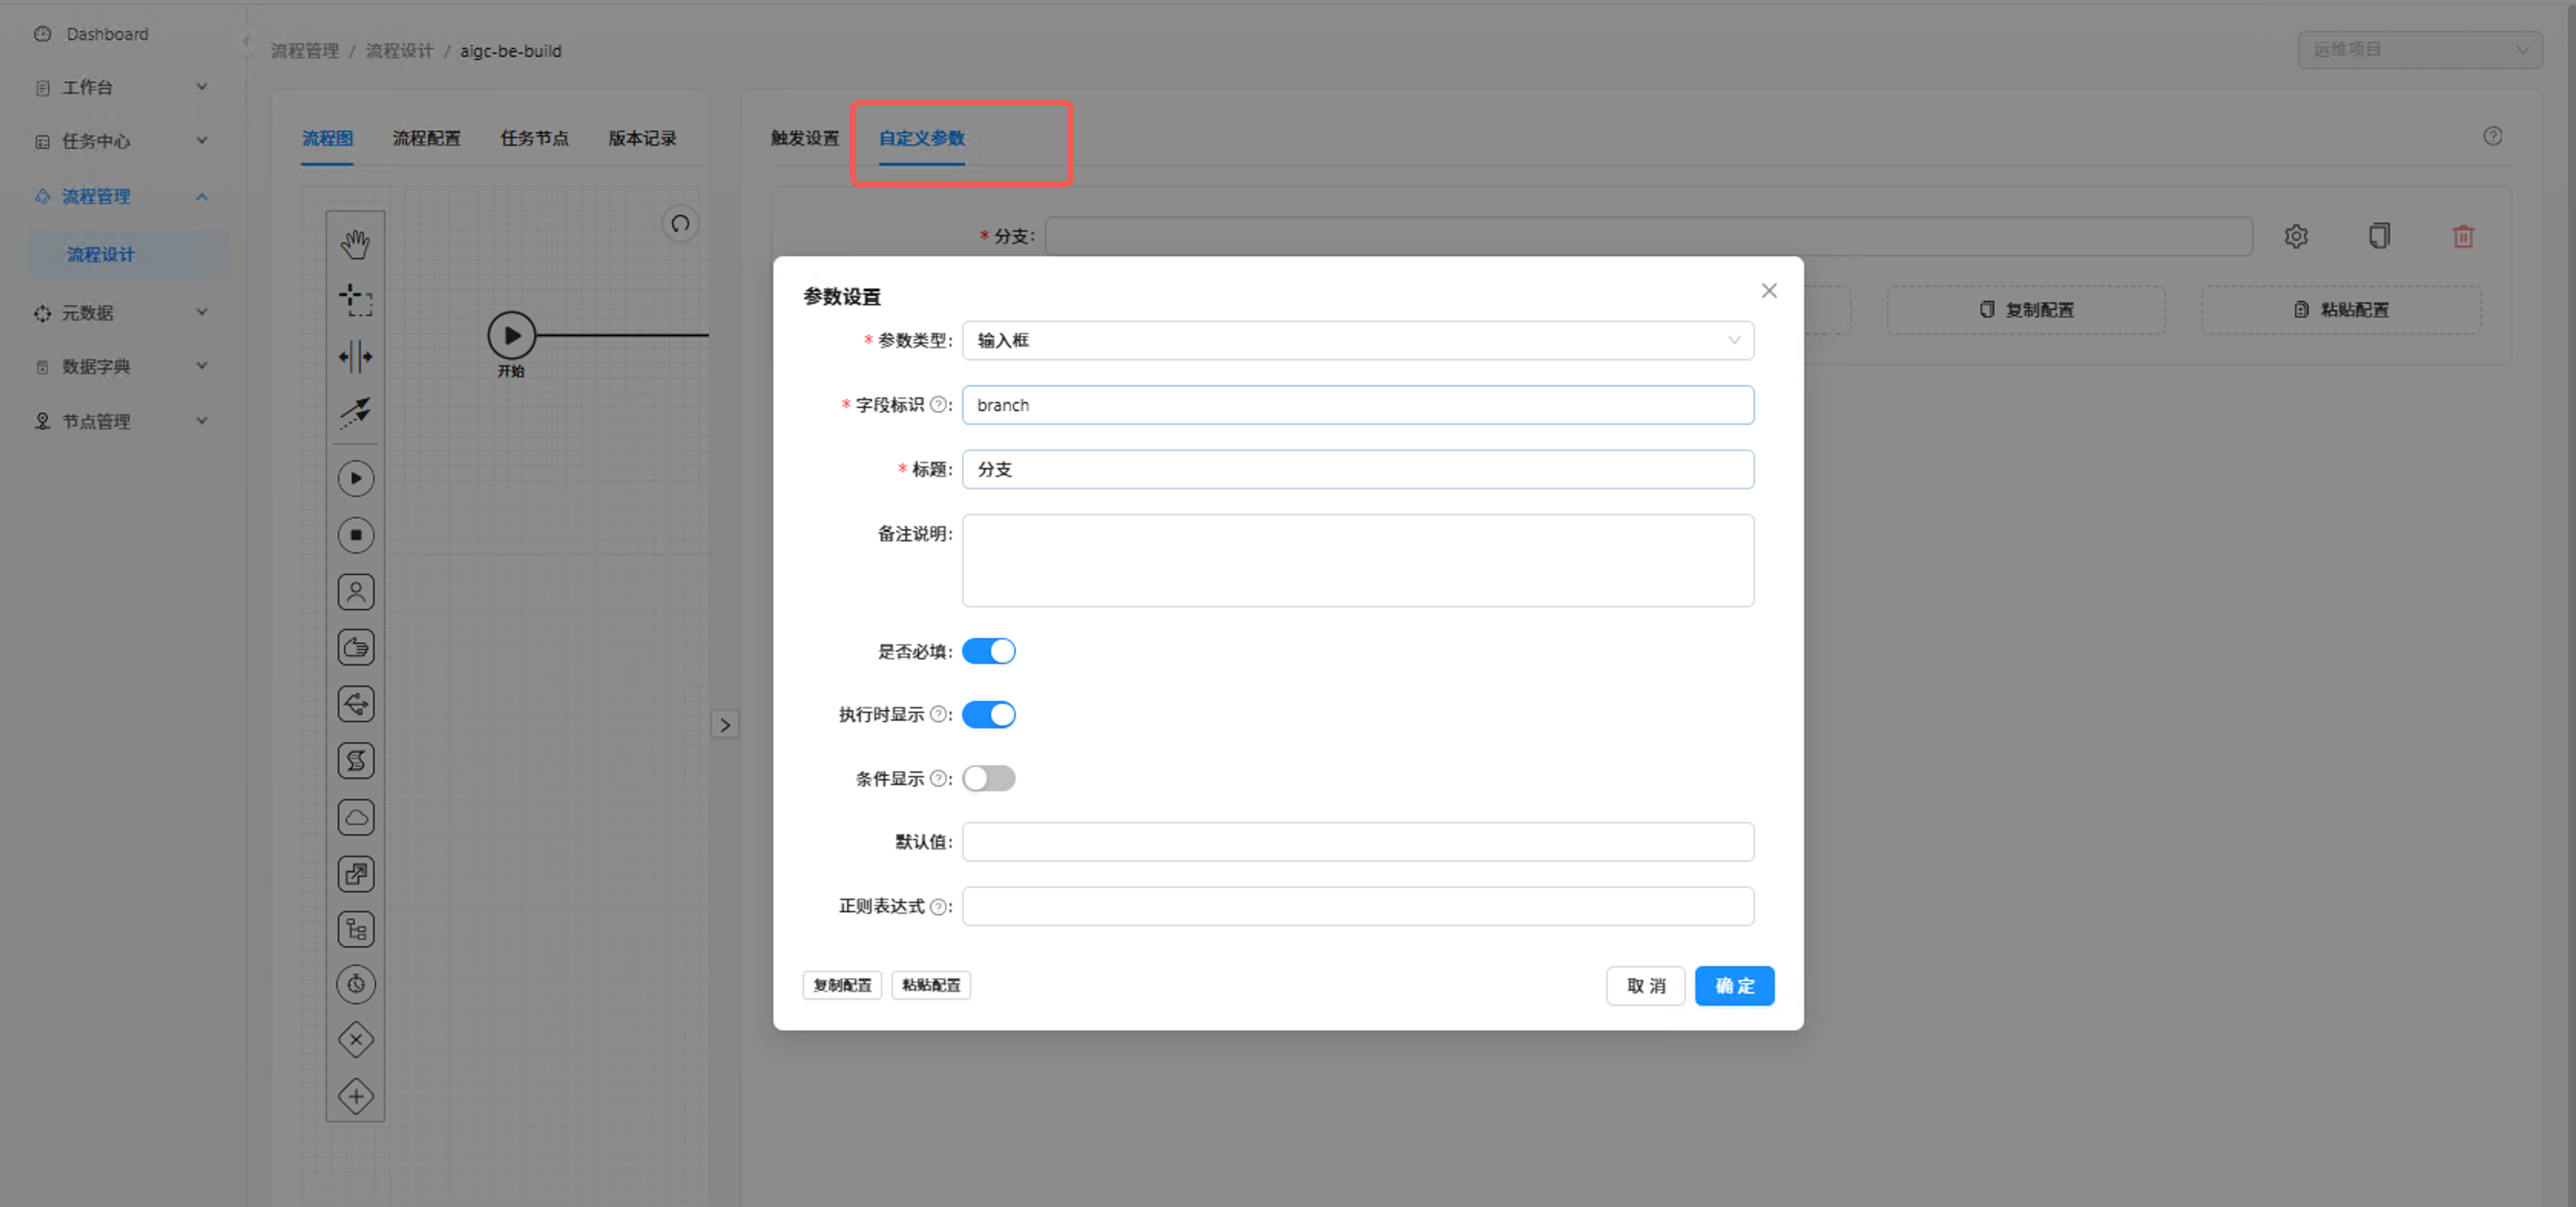 Dashboard
工作台
任务中心
流程管理
流程设计
元数据
数据字典
节点管理
流程管理 / 流程设计 / aigc-be-build
运维项目
流程图 流程配置 任务节点 版本记录
开始
触发设置 自定义参数
* 分支:
复制配置 粘贴配置
参数设置
* 参数类型: 输入框
* 字段标识: branch
* 标题: 分支
备注说明:
是否必填:
执行时显示:
条件显示:
默认值:
正则表达式:
复制配置 粘贴配置 取 消 确 定